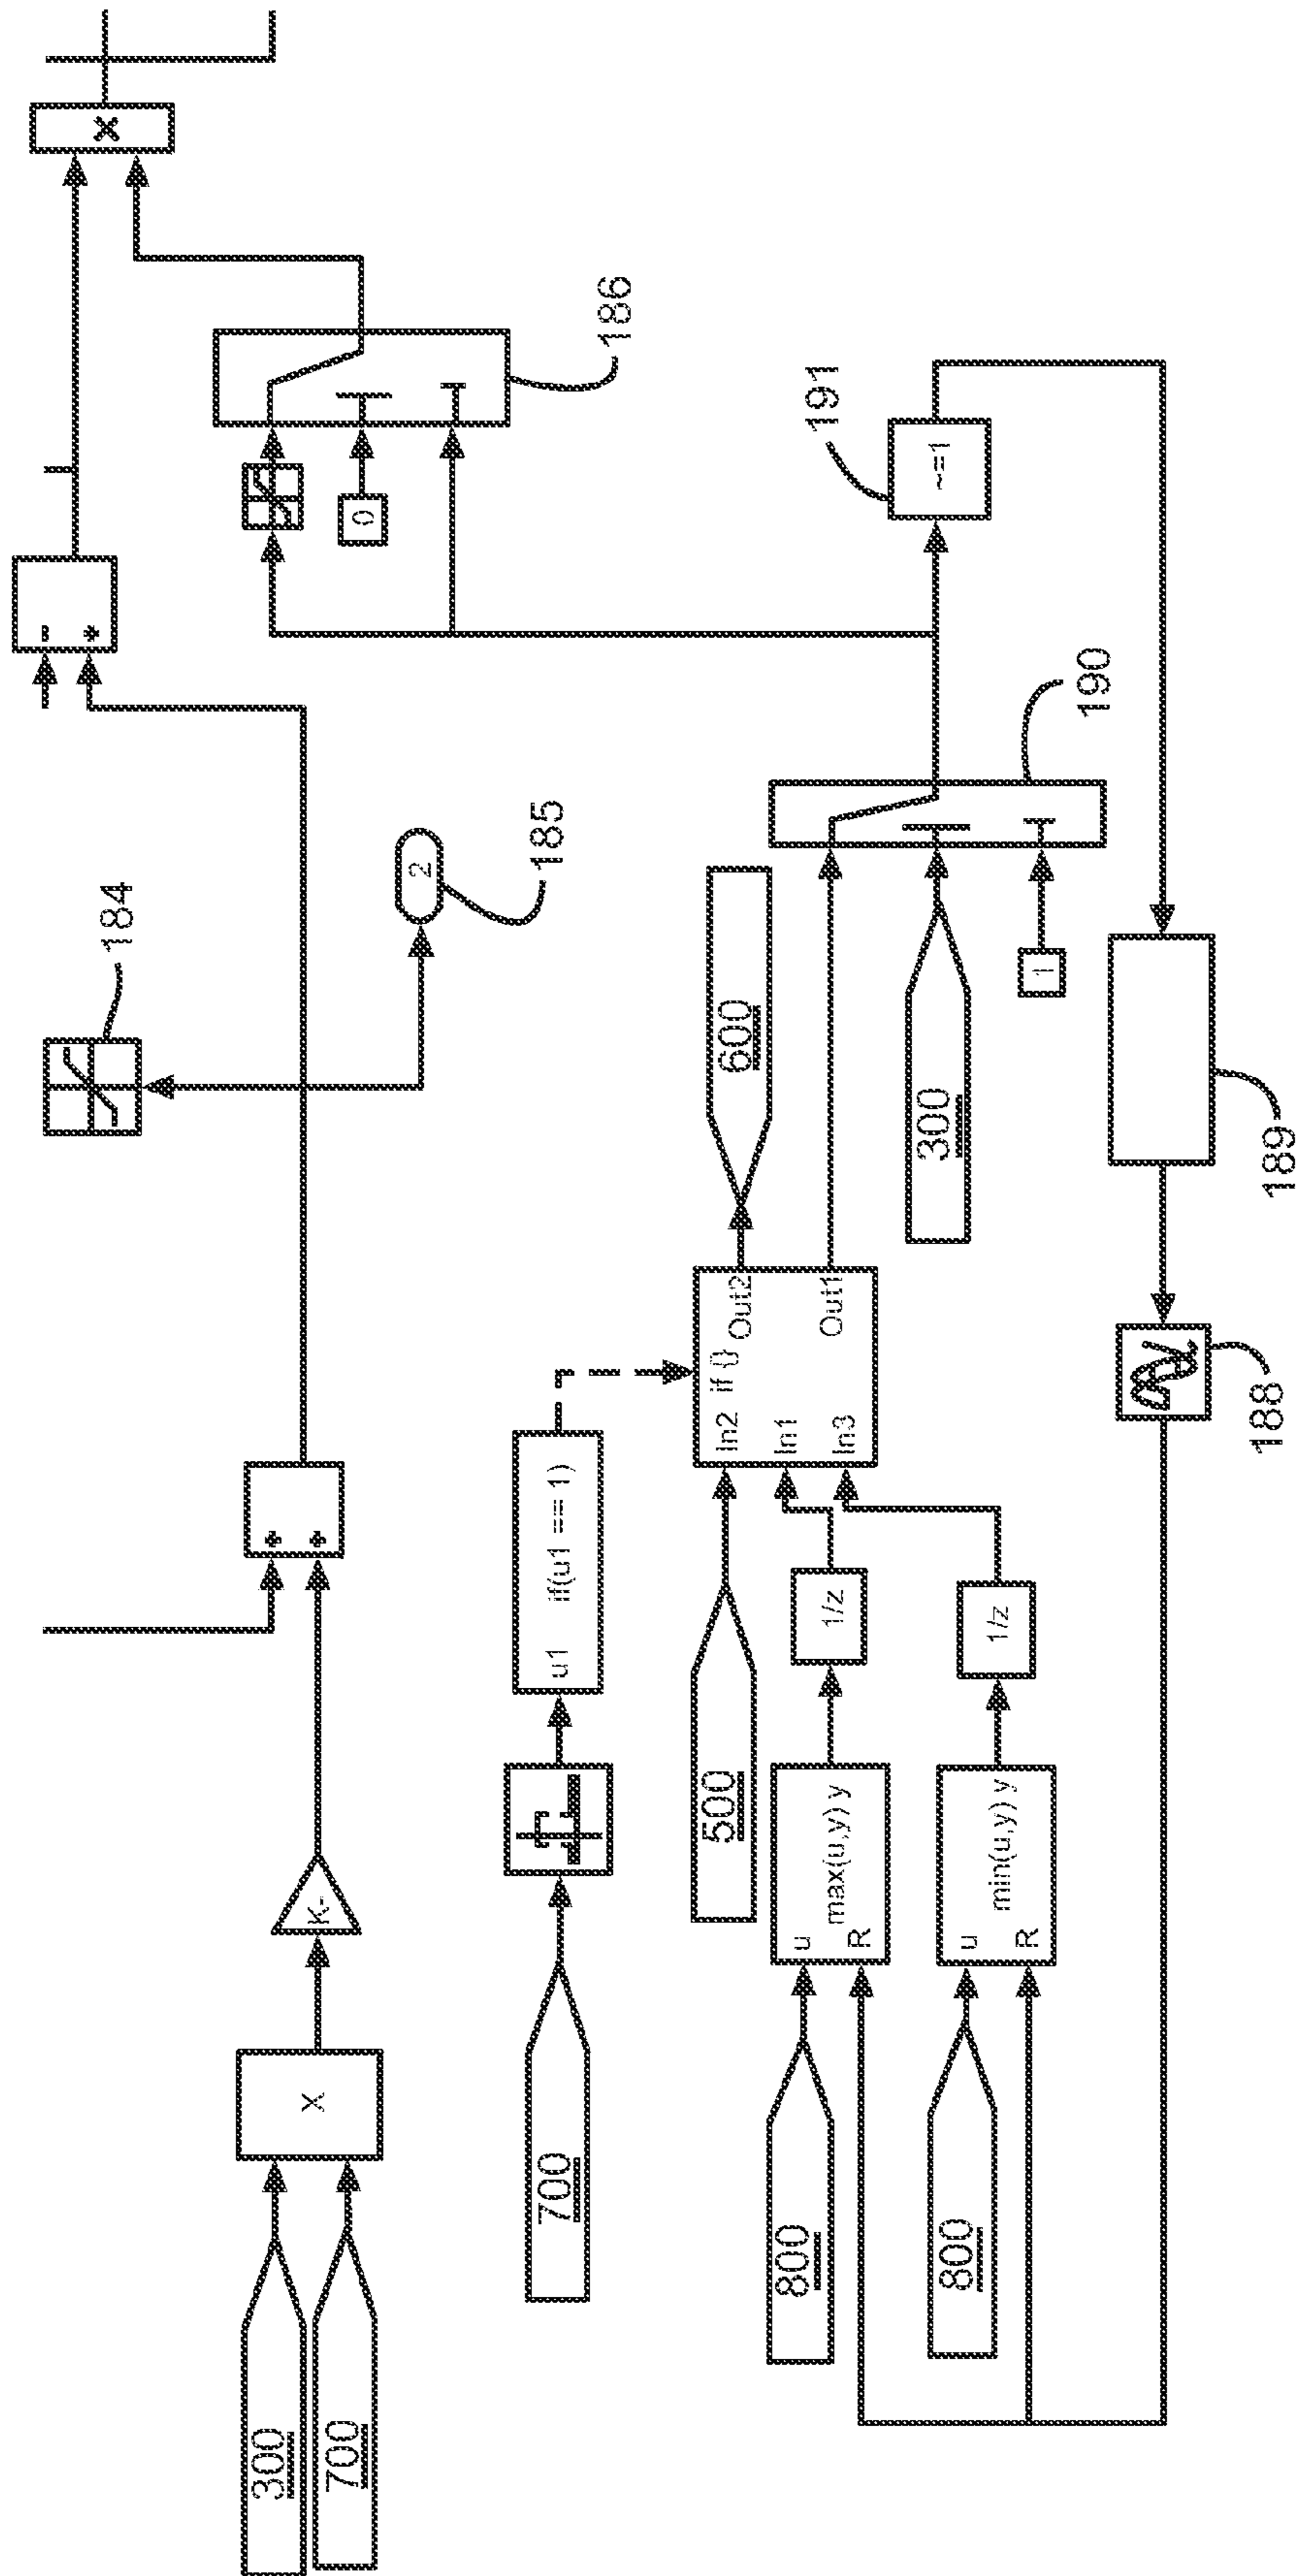 X
-
+
0
186
184
2
185
+
+
K-
X
300
700
191
~=1
190
1
300
600
if {}
In2
Out2
In1
In3
Out1
u1 if(u1 == 1)
700
500
1/z
1/z
u
max(u,y) y
R
u
min(u,y) y
R
800
800
189
188